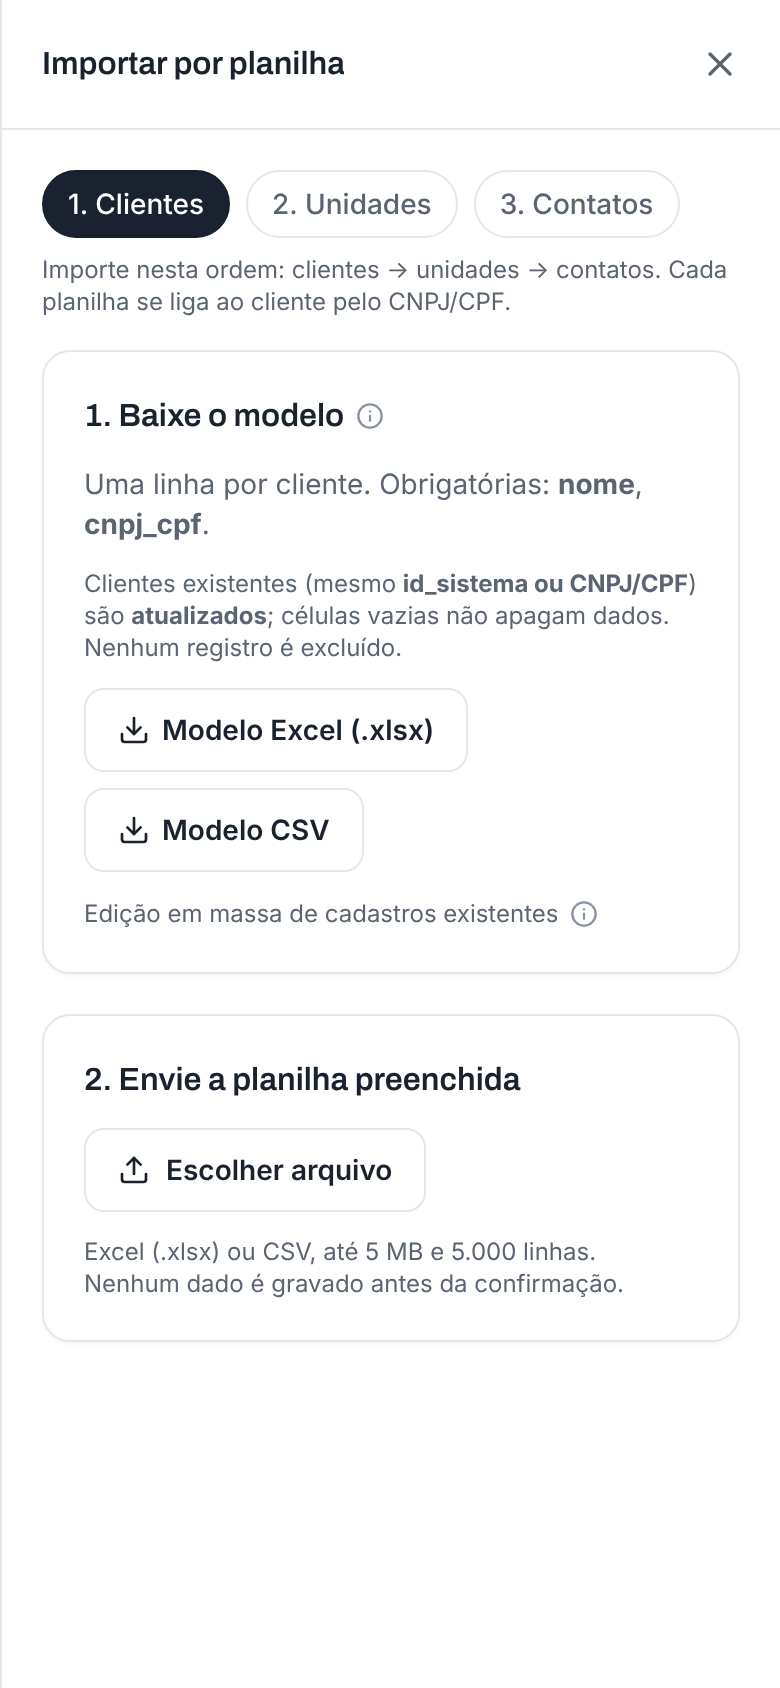 Importar por planilha
1. Clientes
2. Unidades
3. Contatos
Importe nesta ordem: clientes → unidades → contatos. Cada
planilha se liga ao cliente pelo CNPJ/CPF.
1. Baixe o modelo
Uma linha por cliente. Obrigatórias: nome,
cnpj_cpf.
Clientes existentes (mesmo id_sistema ou CNPJ/CPF)
são atualizados; células vazias não apagam dados.
Nenhum registro é excluído.
Modelo Excel (.xlsx)
Modelo CSV
Edição em massa de cadastros existentes
2. Envie a planilha preenchida
Escolher arquivo
Excel (.xlsx) ou CSV, até 5 MB e 5.000 linhas.
Nenhum dado é gravado antes da confirmação.